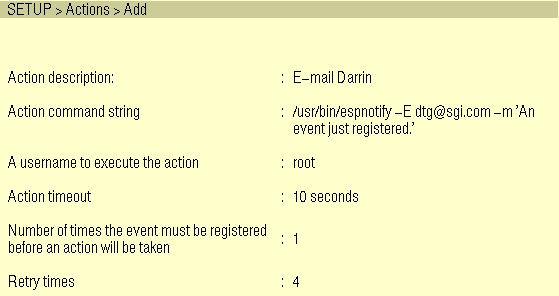 SETUP > Actions > Add
Action description: : E-mail Darrin
Action command string : /usr/bin/espnotify -E dtg@sgi.com -m 'An
event just registered.'
A username to execute the action : root
Action timeout : 10 seconds
Number of times the event must be registered
before an action will be taken : 1
Retry times : 4